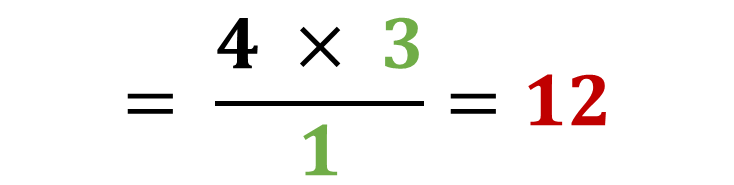 = 4 × 3 / 1 = 12